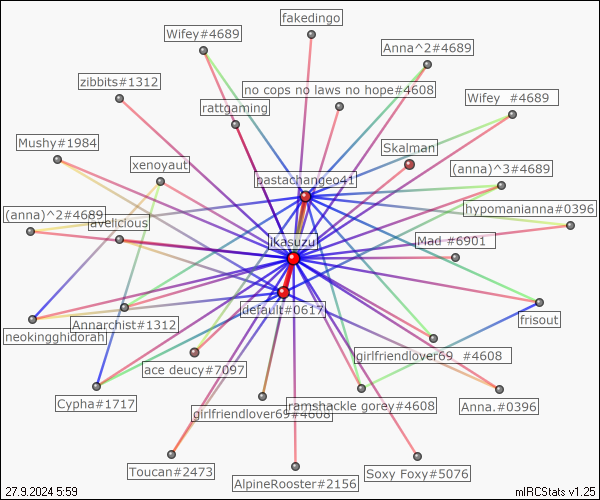 fakedingo
Wifey#4689
Anna^2#4689
zibbits#1312
no cops no laws no hope#4608
Wifey  #4689
rattgaming
Mushy#1984
Skalman
xenoyaut
(anna)^3#4689
pastachangeo41
(anna)^2#4689
hypomanianna#0396
lavelicious
ikasuzu
Mad #6901
default#0617
frisout
neokingghidorah
Annarchist#1312
girlfriendlover69  #4608
ace deucy#7097
Cypha#1717
girlfriendlover69#4608
ramshackle gorey#4608
Anna.#0396
Toucan#2473
Soxy Foxy#5076
AlpineRooster#2156
27.9.2024 5:59
mIRCStats v1.25